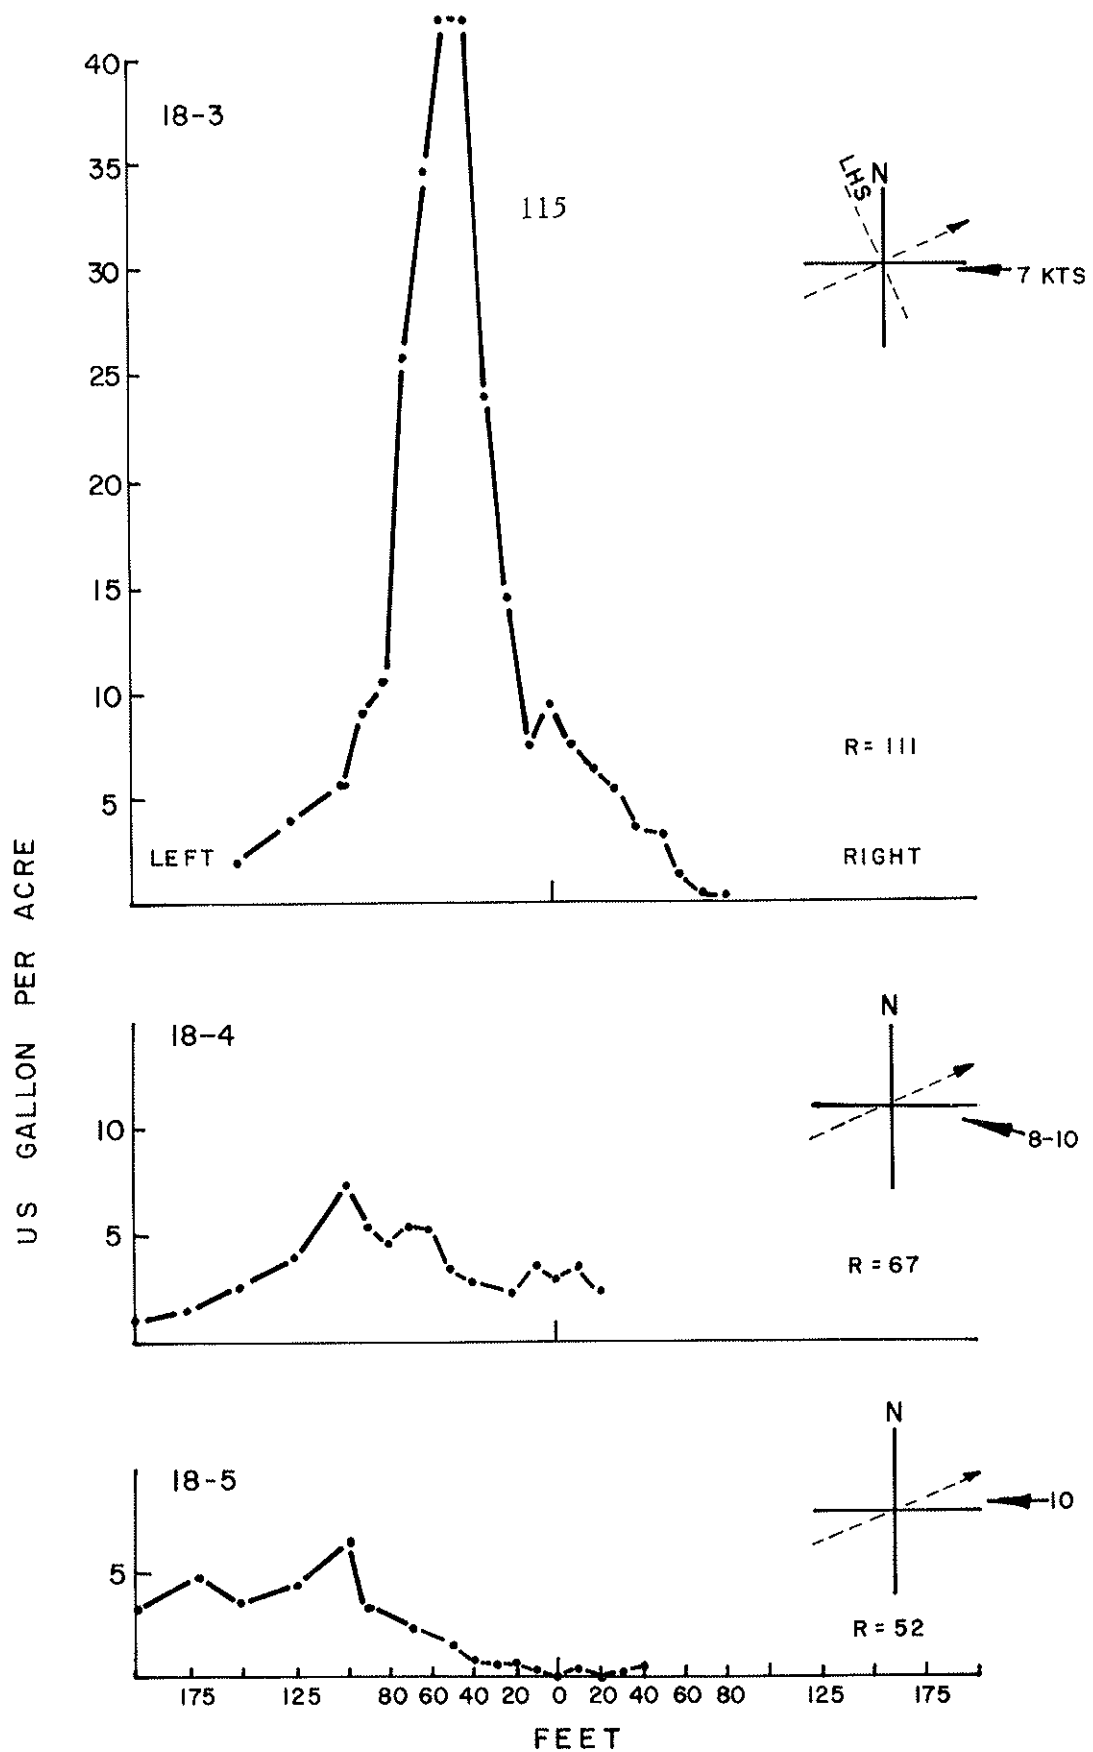 US GALLON PER ACRE
18-3
40
35
30
25
20
15
10
5
115
LHS
N
7 KTS
R = 111
LEFT
RIGHT
18-4
10
5
N
8-10
R = 67
18-5
5
N
10
R = 52
175 125 80 60 40 20 0 20 40 60 80 125 175
FEET